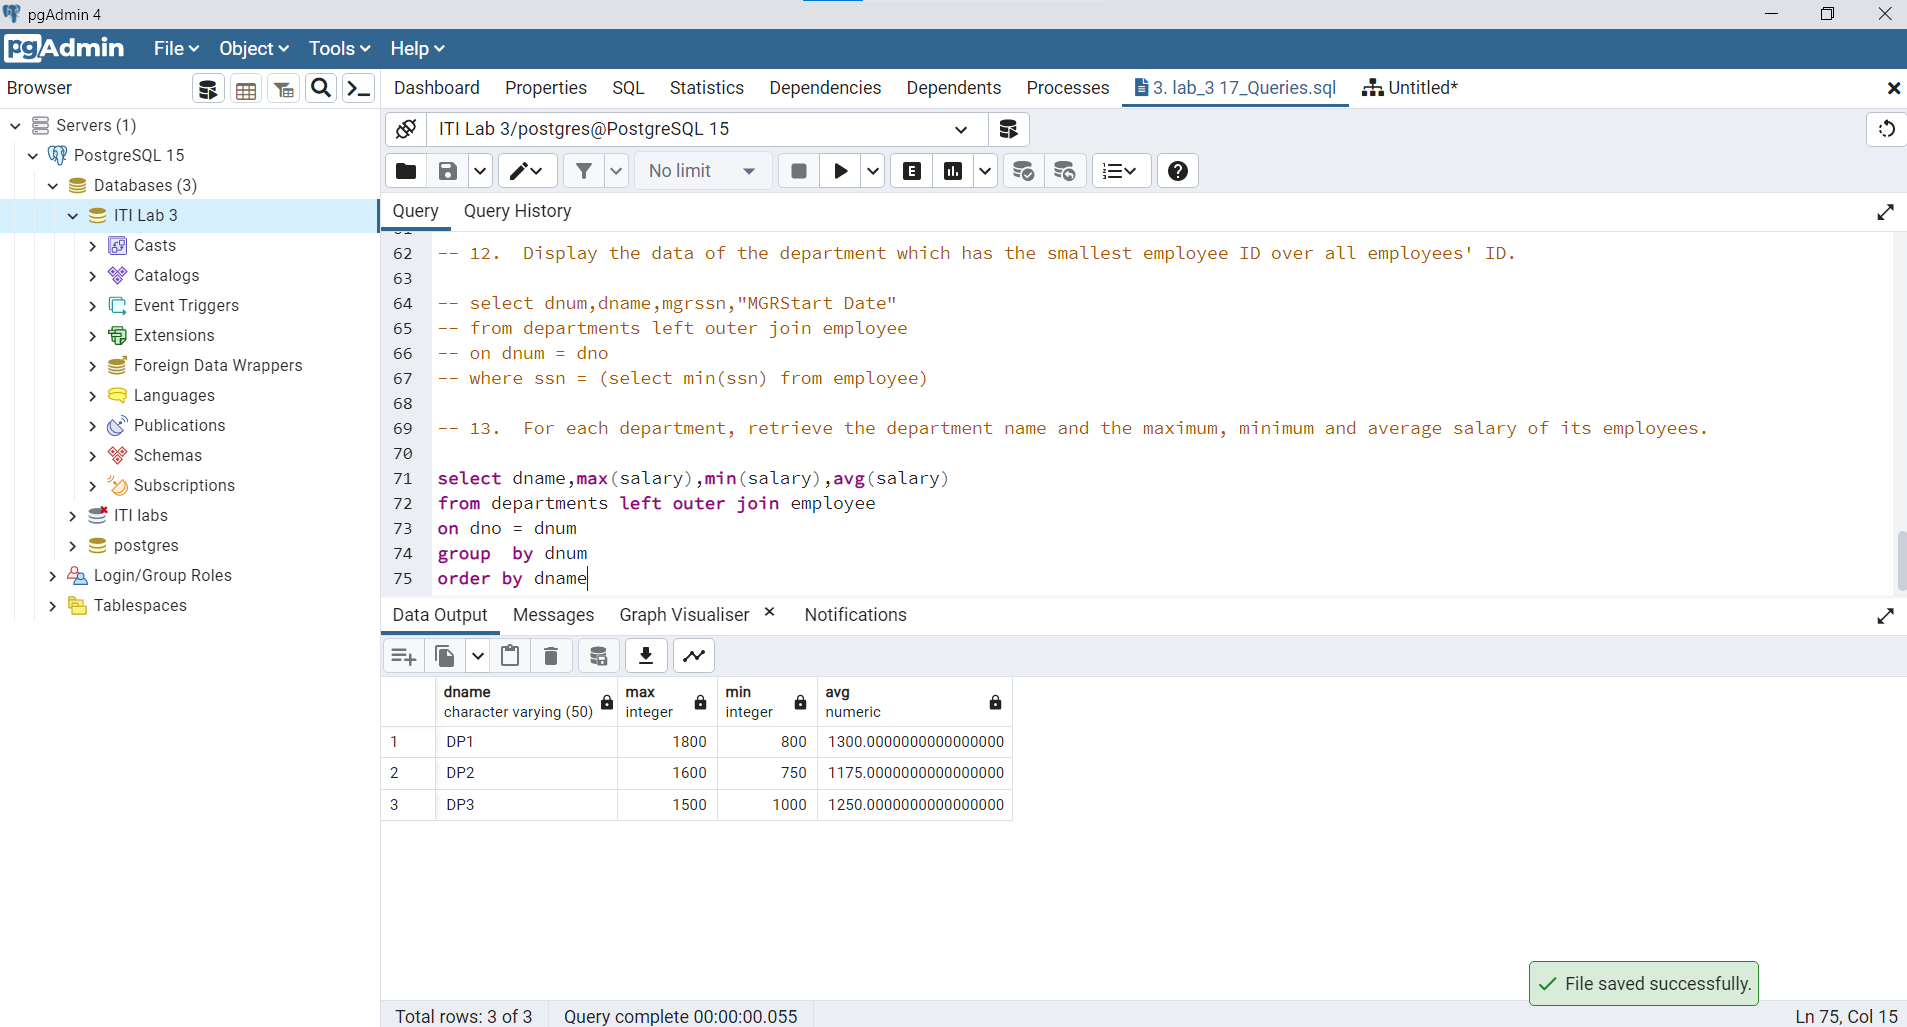 pgAdmin 4
pgAdmin File Object Tools Help
Browser
Dashboard Properties SQL Statistics Dependencies Dependents Processes 3. lab_3 17_Queries.sql Untitled*
Servers (1)
PostgreSQL 15
Databases (3)
ITI Lab 3
Casts
Catalogs
Event Triggers
Extensions
Foreign Data Wrappers
Languages
Publications
Schemas
Subscriptions
ITI labs
postgres
Login/Group Roles
Tablespaces
ITI Lab 3/postgres@PostgreSQL 15
No limit E
Query Query History
61
62 -- 12.  Display the data of the department which has the smallest employee ID over all employees' ID.
63
64 -- select dnum,dname,mgrssn,"MGRStart Date"
65 -- from departments left outer join employee
66 -- on dnum = dno
67 -- where ssn = (select min(ssn) from employee)
68
69 -- 13.  For each department, retrieve the department name and the maximum, minimum and average salary of its employees.
70
71 select dname,max(salary),min(salary),avg(salary)
72 from departments left outer join employee
73 on dno = dnum
74 group  by dnum
75 order by dname
Data Output Messages Graph Visualiser Notifications
dname max min avg
character varying (50) integer integer numeric
1 DP1 1800 800 1300.0000000000000000
2 DP2 1600 750 1175.0000000000000000
3 DP3 1500 1000 1250.0000000000000000
File saved successfully.
Total rows: 3 of 3 Query complete 00:00:00.055 Ln 75, Col 15